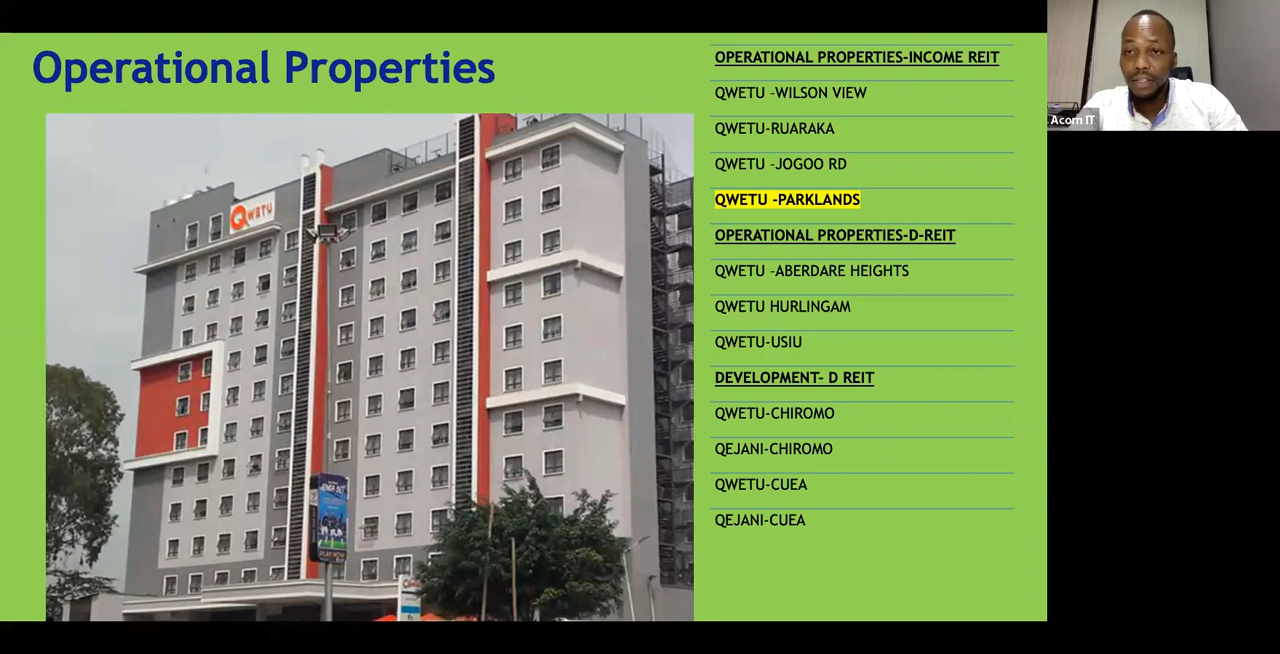 Operational Properties
QWETU
PLAY NOW
OPERATIONAL PROPERTIES-INCOME REIT
QWETU -WILSON VIEW
QWETU-RUARAKA
QWETU -JOGOO RD
QWETU -PARKLANDS
OPERATIONAL PROPERTIES-D-REIT
QWETU -ABERDARE HEIGHTS
QWETU HURLINGAM
QWETU-USIU
DEVELOPMENT- D REIT
QWETU-CHIROMO
QEJANI-CHIROMO
QWETU-CUEA
QEJANI-CUEA
Acorn IT